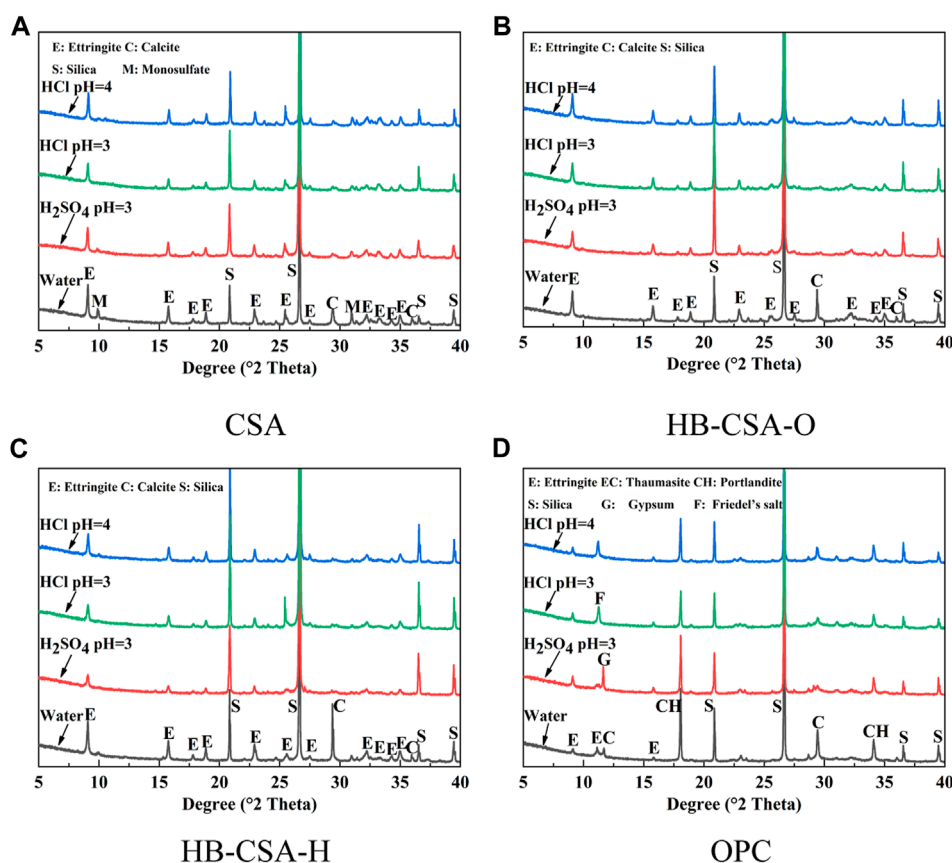 A
E: Ettringite C: Calcite
S: Silica M: Monosulfate
HCl pH=4
HCl pH=3
H₂SO₄ pH=3
Water
E M E E E S E E S E C M E E E E C S S
5 10 15 20 25 30 35 40
Degree (°2 Theta)
CSA
B
E: Ettringite C: Calcite S: Silica
HCl pH=4
HCl pH=3
H₂SO₄ pH=3
Water
E E E E S E E S E C E E E C S S
5 10 15 20 25 30 35 40
Degree (°2 Theta)
HB-CSA-O
C
E: Ettringite C: Calcite S: Silica
HCl pH=4
HCl pH=3
H₂SO₄ pH=3
Water
E E E E S E E S E C E E E E C S S
5 10 15 20 25 30 35 40
Degree (°2 Theta)
HB-CSA-H
D
E: Ettringite EC: Thaumasite CH: Portlandite
S: Silica G: Gypsum F: Friedel's salt
HCl pH=4
HCl pH=3
F
H₂SO₄ pH=3
G
Water
E EC E CH S S C CH S S
5 10 15 20 25 30 35 40
Degree (°2 Theta)
OPC